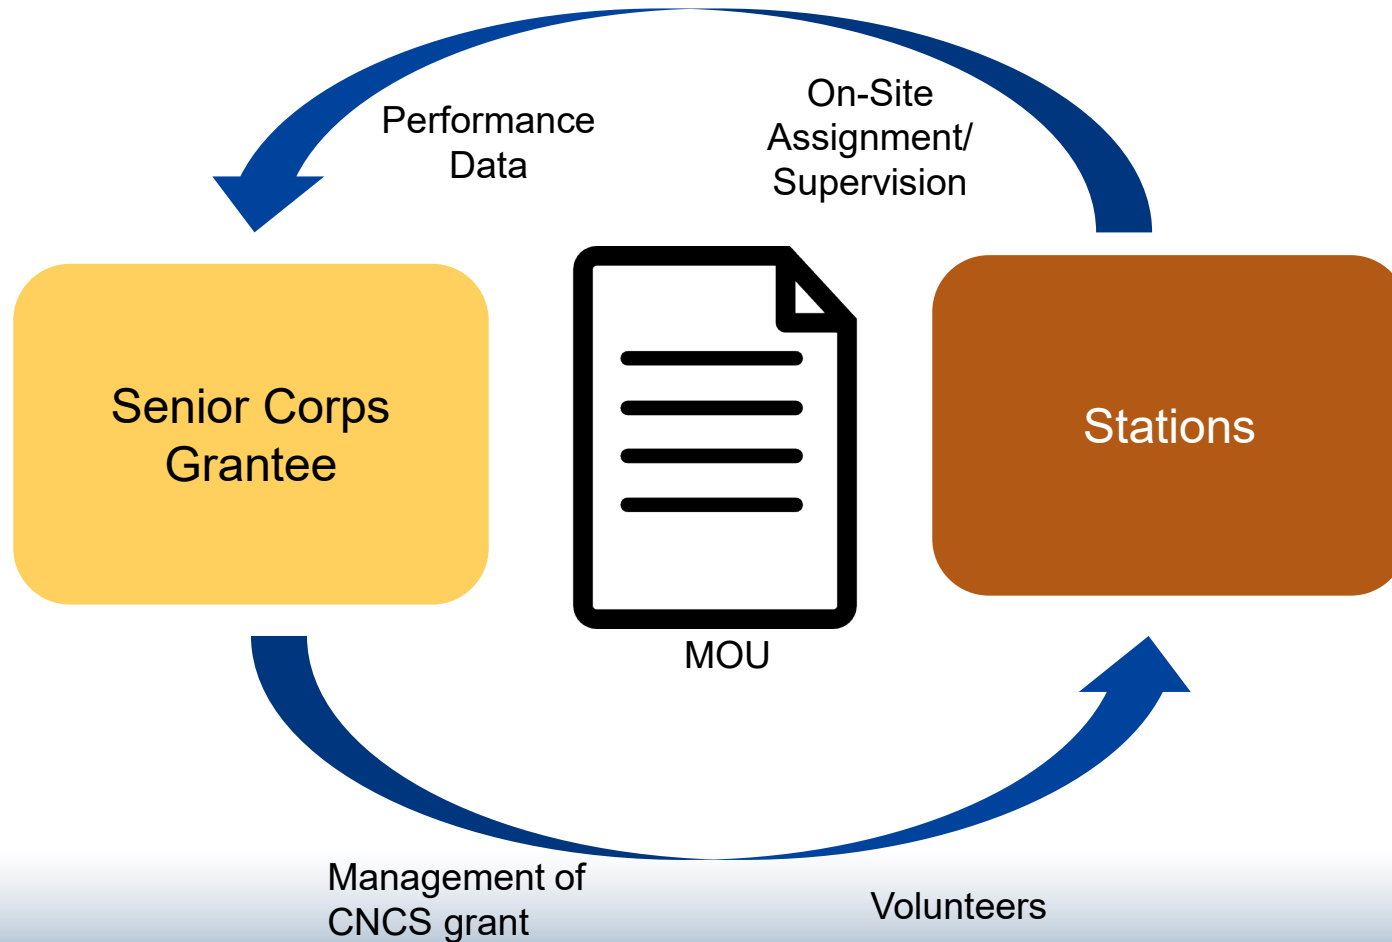 Performance
Data
On-Site
Assignment/
Supervision
Senior Corps
Grantee
Stations
MOU
Management of
CNCS grant
Volunteers